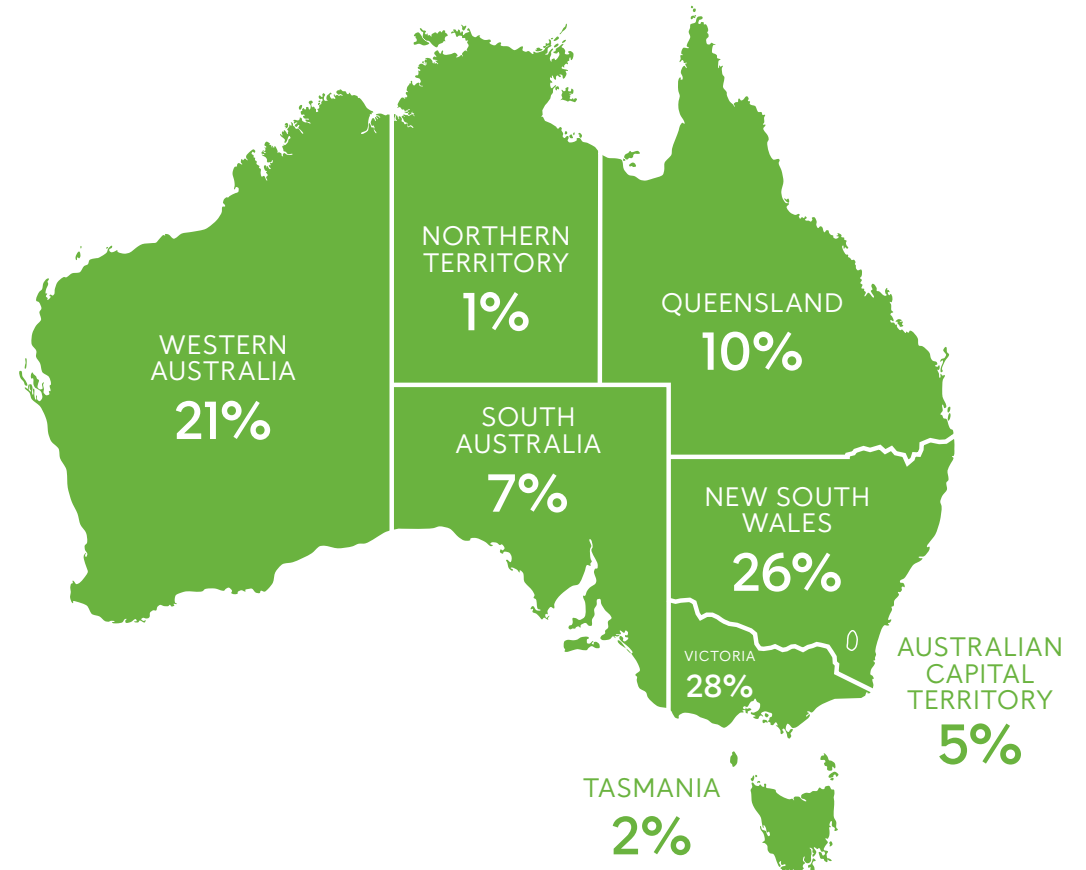 NORTHERN
TERRITORY
1%
QUEENSLAND
10%
WESTERN
AUSTRALIA
21%
SOUTH
AUSTRALIA
7%
NEW SOUTH
WALES
26%
VICTORIA
28%
AUSTRALIAN
CAPITAL
TERRITORY
5%
TASMANIA
2%